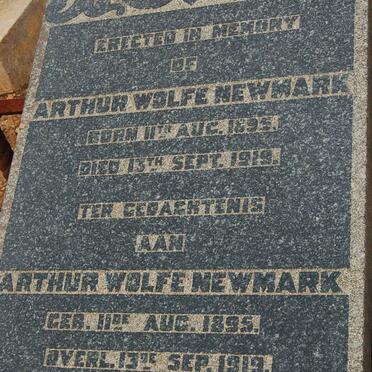 ERECTED IN MEMORY
OF
ARTHUR WOLFE NEWMARK
BORN 11TH AUG. 1895.
DIED 13TH SEPT. 1919.
TER GEDACHTENIS
AAN
ARTHUR WOLFE NEWMARK
GEB. 11DE AUG. 1895.
OVERL. 13DE SEP. 1919.